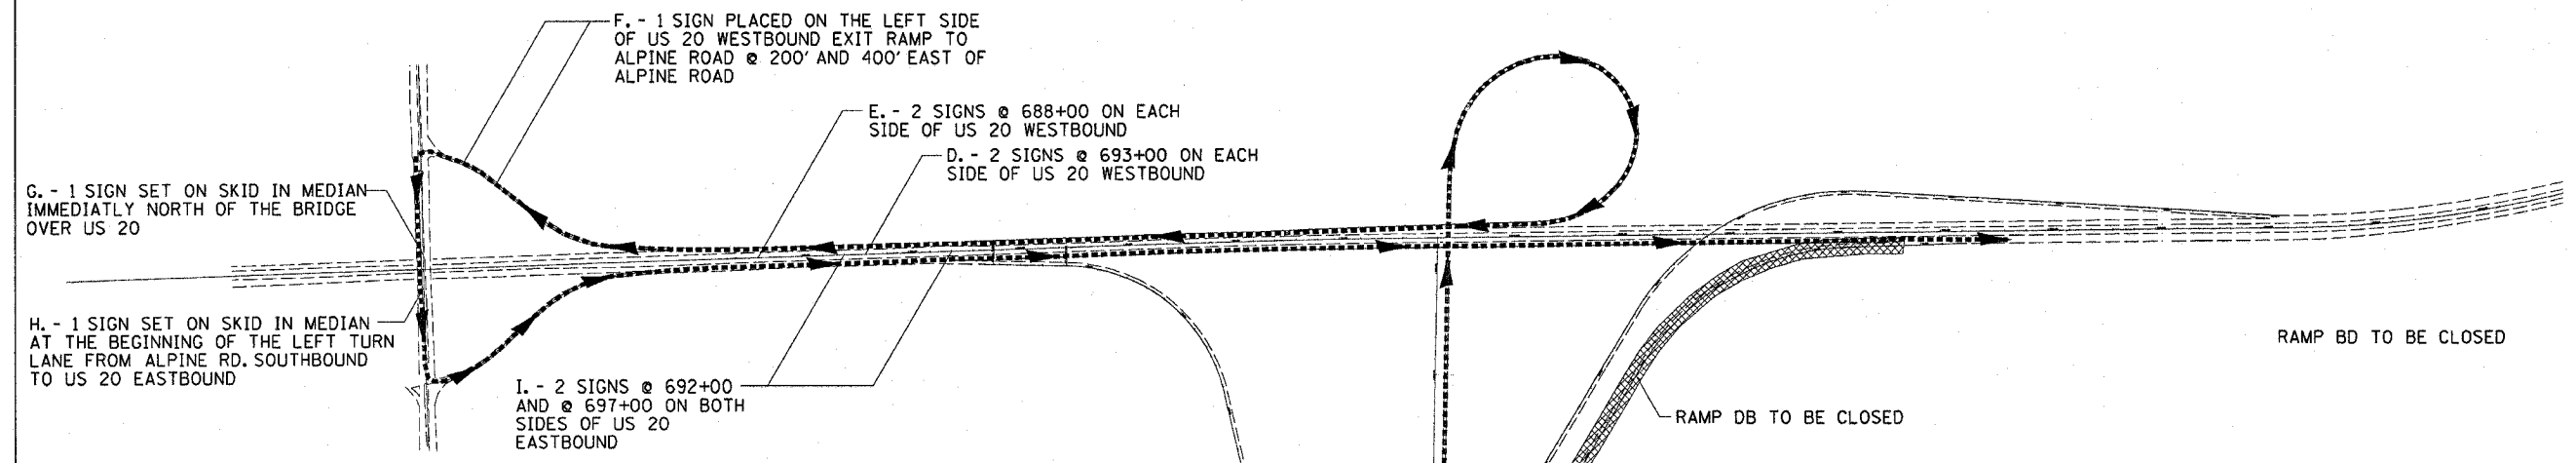 F. - 1 SIGN PLACED ON THE LEFT SIDE
OF US 20 WESTBOUND EXIT RAMP TO
ALPINE ROAD @ 200' AND 400' EAST OF
ALPINE ROAD
E. - 2 SIGNS @ 688+00 ON EACH
SIDE OF US 20 WESTBOUND
D. - 2 SIGNS @ 693+00 ON EACH
SIDE OF US 20 WESTBOUND
G. - 1 SIGN SET ON SKID IN MEDIAN
IMMEDIATLY NORTH OF THE BRIDGE
OVER US 20
H. - 1 SIGN SET ON SKID IN MEDIAN
AT THE BEGINNING OF THE LEFT TURN
LANE FROM ALPINE RD. SOUTHBOUND
TO US 20 EASTBOUND
I. - 2 SIGNS @ 692+00
AND @ 697+00 ON BOTH
SIDES OF US 20
EASTBOUND
RAMP BD TO BE CLOSED
RAMP DB TO BE CLOSED